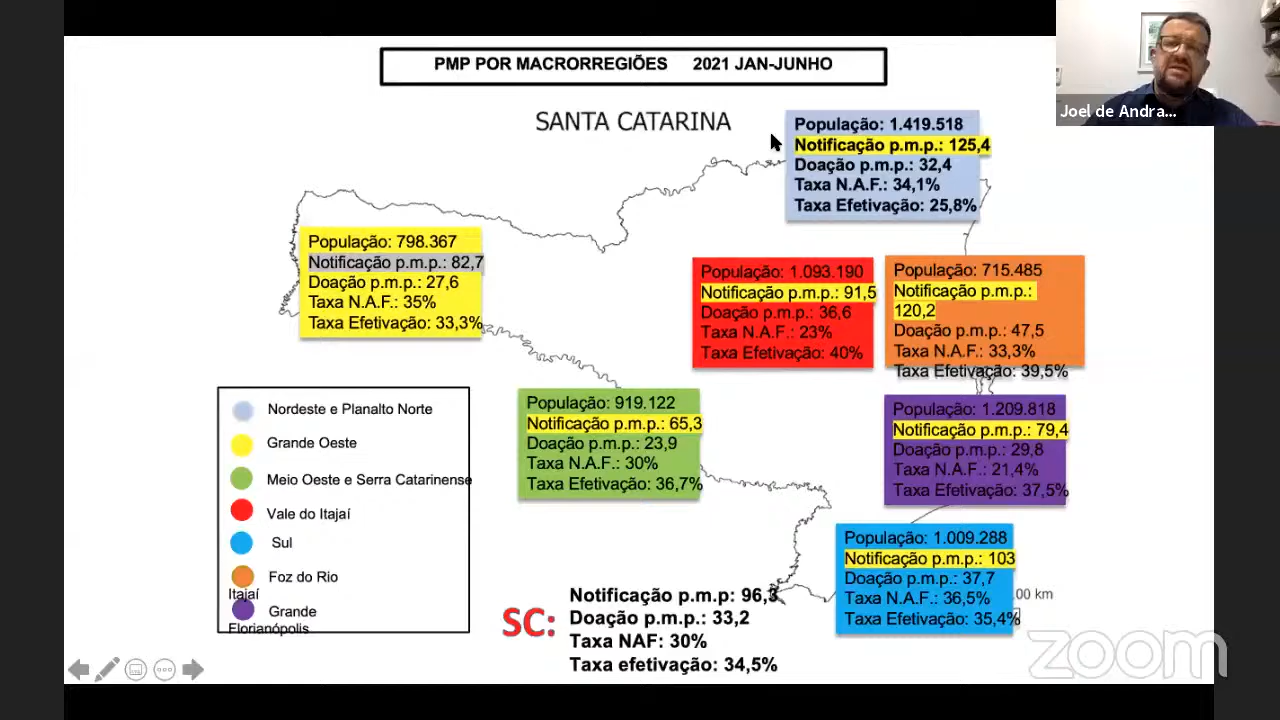 PMP POR MACRORREGIÕES 2021 JAN-JUNHO
Joel de Andra...
SANTA CATARINA
População: 1.419.518
Notificação p.m.p.: 125,4
Doação p.m.p.: 32,4
Taxa N.A.F.: 34,1%
Taxa Efetivação: 25,8%
População: 798.367
Notificação p.m.p.: 82,7
Doação p.m.p.: 27,6
Taxa N.A.F.: 35%
Taxa Efetivação: 33,3%
População: 1.093.190
Notificação p.m.p.: 91,5
Doação p.m.p.: 36,6
Taxa N.A.F.: 23%
Taxa Efetivação: 40%
População: 715.485
Notificação p.m.p.:
120,2
Doação p.m.p.: 47,5
Taxa N.A.F.: 33,3%
Taxa Efetivação: 39,5%
População: 919.122
Notificação p.m.p.: 65,3
Doação p.m.p.: 23,9
Taxa N.A.F.: 30%
Taxa Efetivação: 36,7%
População: 1.209.818
Notificação p.m.p.: 79,4
Doação p.m.p.: 29,8
Taxa N.A.F.: 21,4%
Taxa Efetivação: 37,5%
População: 1.009.288
Notificação p.m.p.: 103
Doação p.m.p.: 37,7
Taxa N.A.F.: 36,5%
Taxa Efetivação: 35,4%
Nordeste e Planalto Norte
Grande Oeste
Meio Oeste e Serra Catarinense
Vale do Itajaí
Sul
Foz do Rio
Itajaí
Grande
Florianópolis
SC:
Notificação p.m.p: 96,3
Doação p.m.p.: 33,2
Taxa NAF: 30%
Taxa efetivação: 34,5%
00 km
zoom